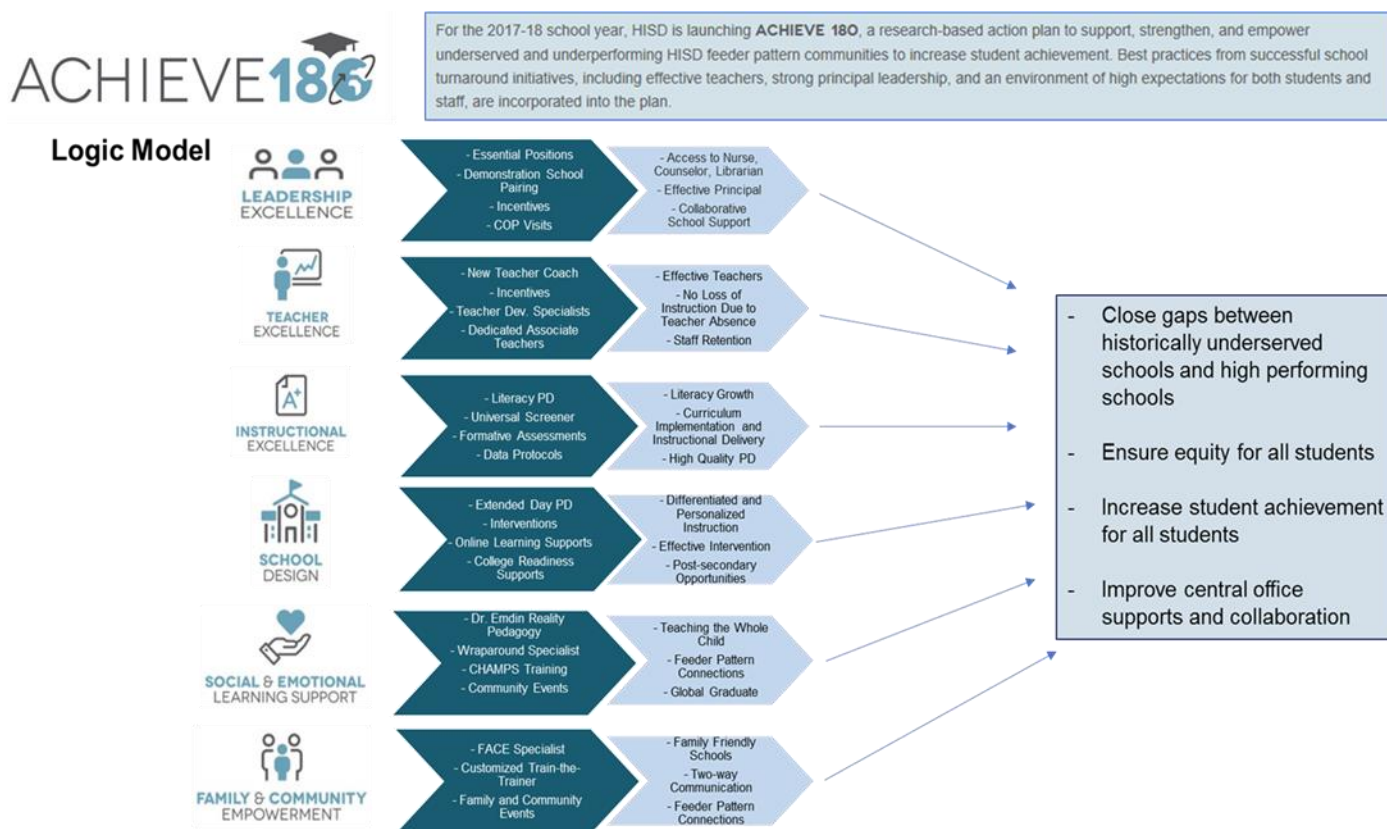 ACHIEVE180
For the 2017-18 school year, HISD is launching ACHIEVE 180, a research-based action plan to support, strengthen, and empower
underserved and underperforming HISD feeder pattern communities to increase student achievement. Best practices from successful school
turnaround initiatives, including effective teachers, strong principal leadership, and an environment of high expectations for both students and
staff, are incorporated into the plan.
Logic Model
LEADERSHIP
EXCELLENCE
- Essential Positions
- Demonstration School
Pairing
- Incentives
- COP Visits
- Access to Nurse,
Counselor, Librarian
- Effective Principal
- Collaborative
School Support
TEACHER
EXCELLENCE
- New Teacher Coach
- Incentives
- Teacher Dev. Specialists
- Dedicated Associate
Teachers
- Effective Teachers
- No Loss of
Instruction Due to
Teacher Absence
- Staff Retention
A+
INSTRUCTIONAL
EXCELLENCE
- Literacy PD
- Universal Screener
- Formative Assessments
- Data Protocols
- Literacy Growth
- Curriculum
Implementation and
Instructional Delivery
- High Quality PD
SCHOOL
DESIGN
- Extended Day PD
- Interventions
- Online Learning Supports
- College Readiness
Supports
- Differentiated and
Personalized
Instruction
- Effective Intervention
- Post-secondary
Opportunities
SOCIAL & EMOTIONAL
LEARNING SUPPORT
- Dr. Emdin Reality
Pedagogy
- Wraparound Specialist
- CHAMPS Training
- Community Events
- Teaching the Whole
Child
- Feeder Pattern
Connections
- Global Graduate
FAMILY & COMMUNITY
EMPOWERMENT
- FACE Specialist
- Customized Train-the-
Trainer
- Family and Community
Events
- Family Friendly
Schools
- Two-way
Communication
- Feeder Pattern
Connections
- Close gaps between
historically underserved
schools and high performing
schools
- Ensure equity for all students
- Increase student achievement
for all students
- Improve central office
supports and collaboration